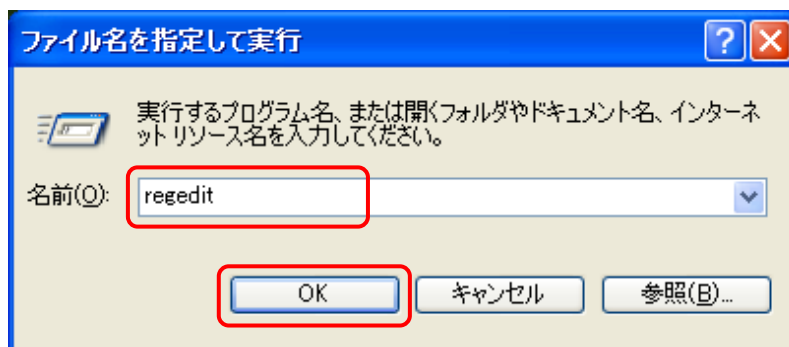 ファイル名を指定して実行
実行するプログラム名、または開くフォルダやドキュメント名、インターネ
ット リソース名を入力してください。
名前(O): regedit
OK キャンセル 参照(B)...